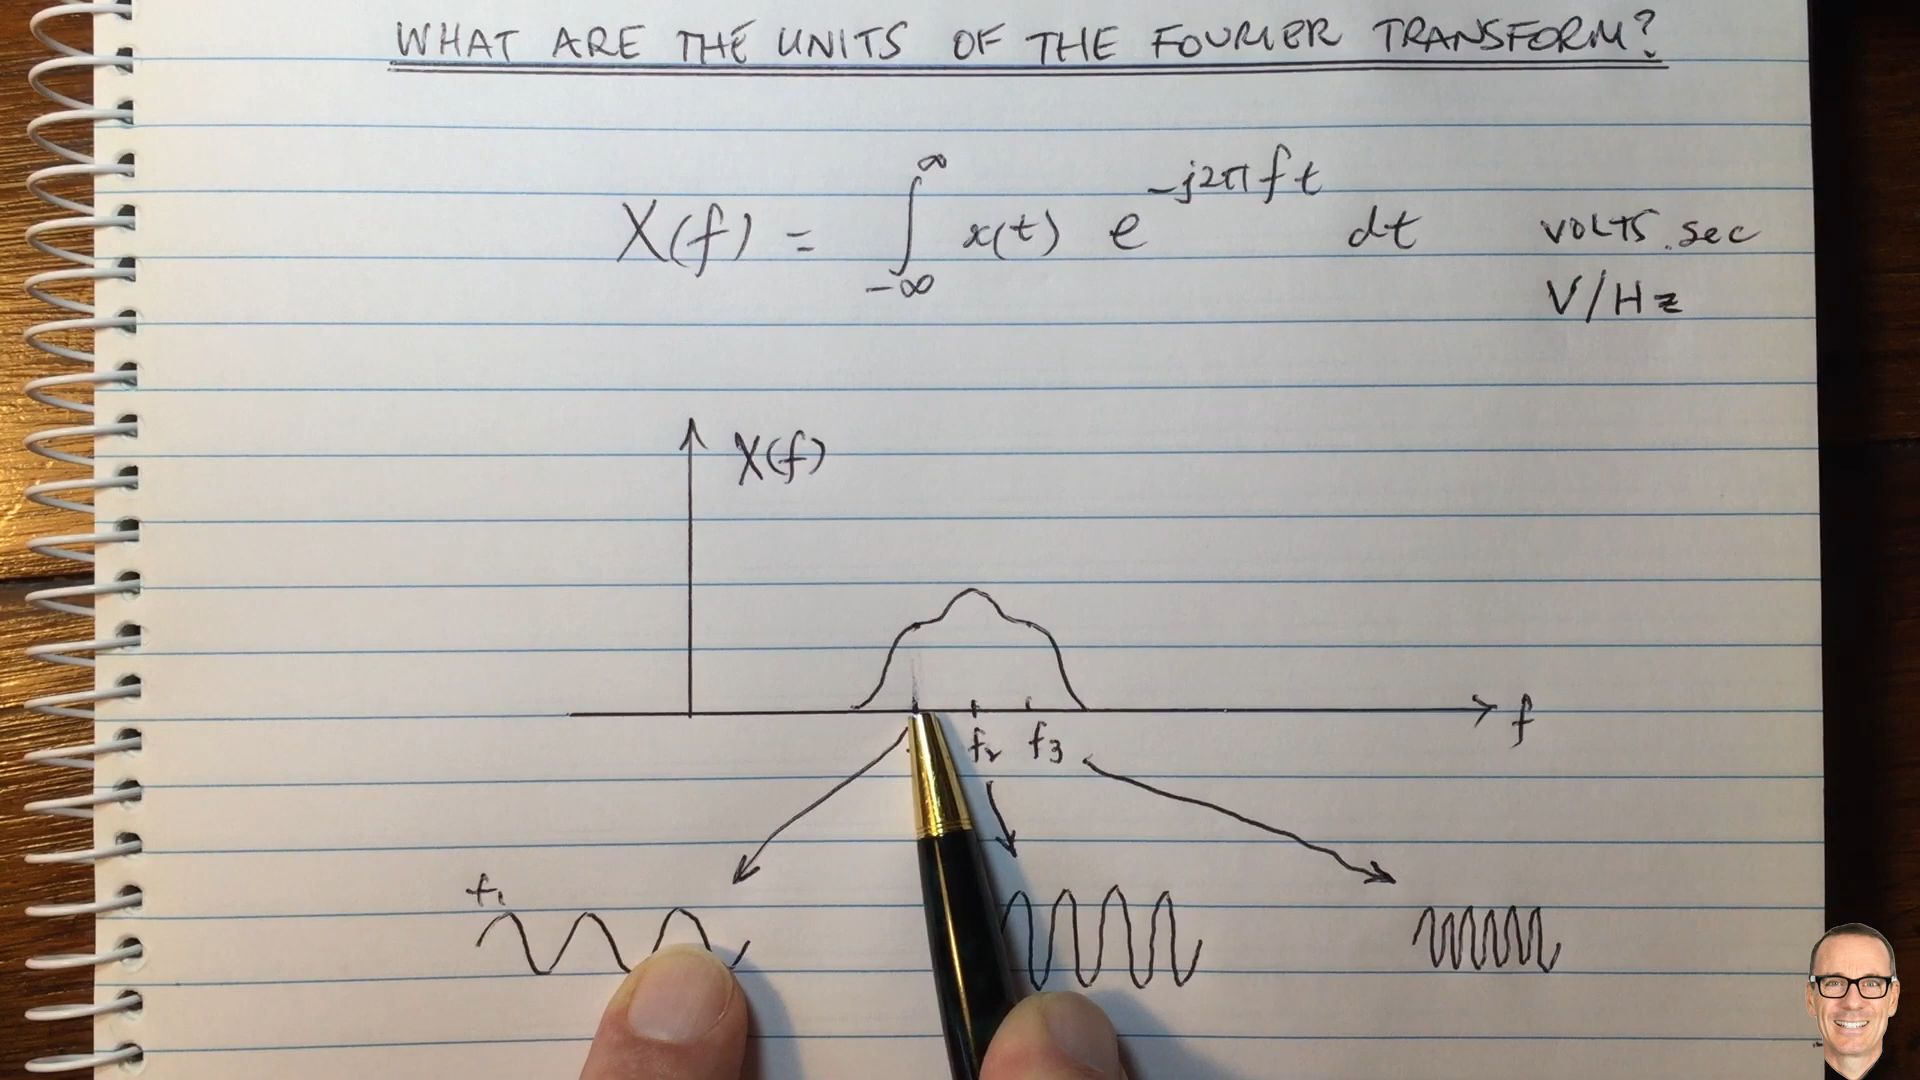 WHAT ARE THE UNITS OF THE FOURIER TRANSFORM?
X(f) = ∫_{-∞}^{∞} x(t) e^{-j2πft} dt VOLTS.sec
V/Hz
X(f)
f
f₂ f₃
f₁